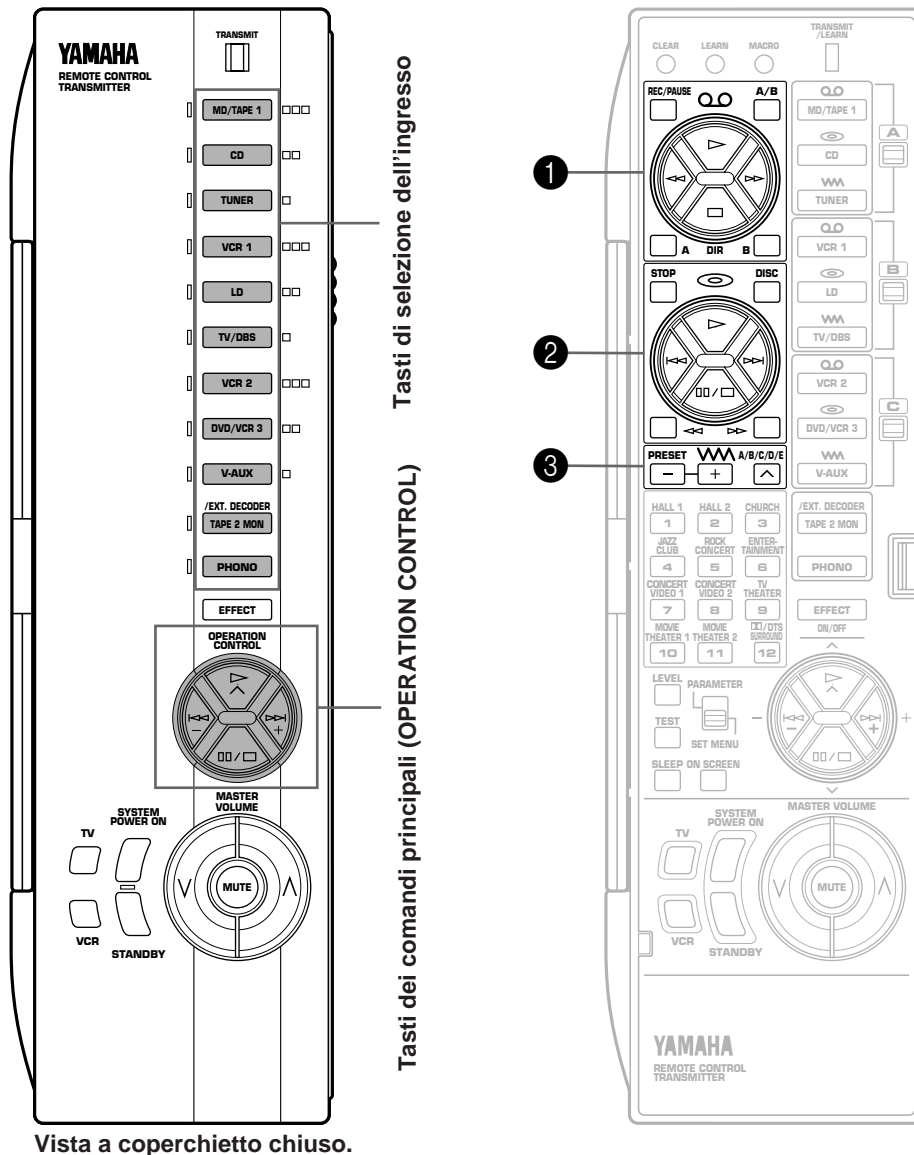 YAMAHA
REMOTE CONTROL
TRANSMITTER
TRANSMIT
MD/TAPE 1
CD
TUNER
VCR 1
LD
TV/DBS
VCR 2
DVD/VCR 3
V-AUX
/EXT. DECODER
TAPE 2 MON
PHONO
EFFECT
OPERATION
CONTROL
MASTER
VOLUME
SYSTEM
POWER ON
TV
MUTE
VCR
STANDBY
Vista a coperchietto chiuso.
Tasti di selezione dell'ingresso
Tasti dei comandi principali (OPERATION CONTROL)
TRANSMIT
/LEARN
CLEAR LEARN MACRO
1
REC/PAUSE A/B
A DIR B
2
STOP DISC
3
PRESET A/B/C/D/E
MD/TAPE 1
CD
TUNER
A
VCR 1
LD
TV/DBS
B
VCR 2
DVD/VCR 3
V-AUX
C
HALL 1 HALL 2 CHURCH
1 2 3
JAZZ CLUB ROCK CONCERT ENTER-TAINMENT
4 5 6
CONCERT VIDEO 1 CONCERT VIDEO 2 TV THEATER
7 8 9
MOVIE THEATER 1 MOVIE THEATER 2 /DTS SURROUND
10 11 12
/EXT. DECODER
TAPE 2 MON
PHONO
EFFECT
ON/OFF
LEVEL PARAMETER
TEST
SET MENU
SLEEP ON SCREEN
MASTER VOLUME
SYSTEM
POWER ON
TV
MUTE
VCR
STANDBY
YAMAHA
REMOTE CONTROL
TRANSMITTER